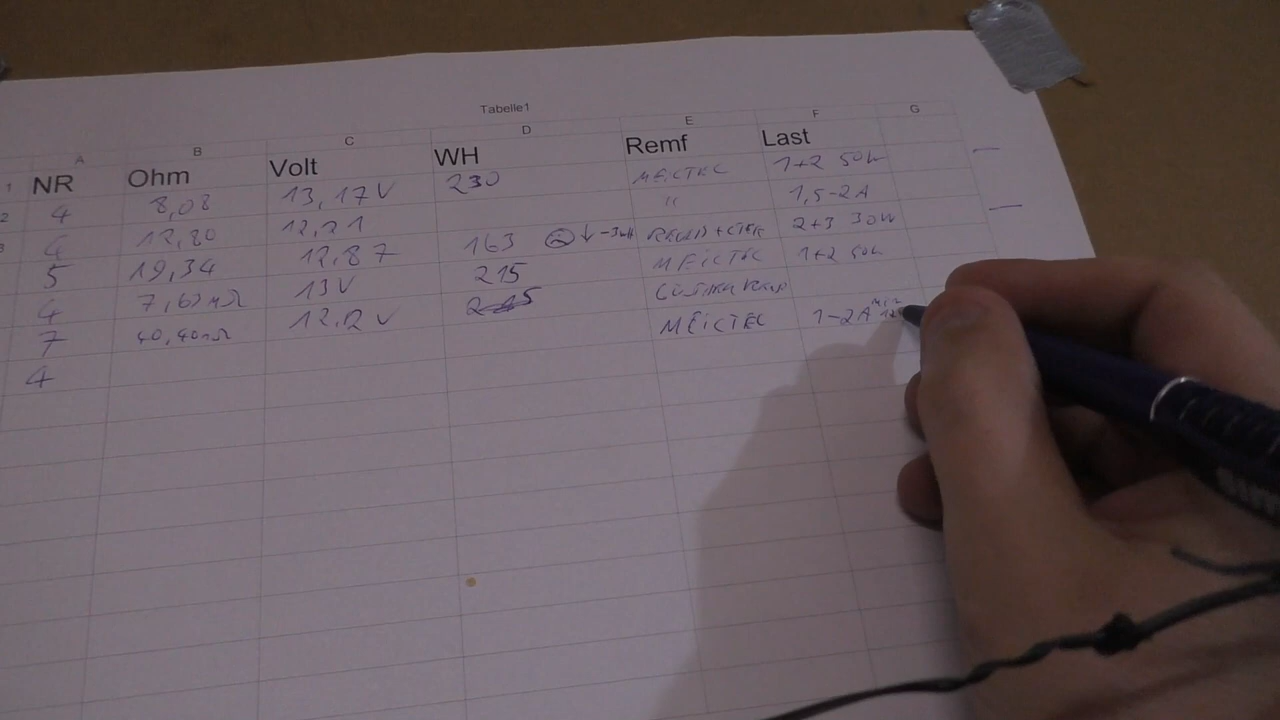 Tabelle1
A B C D E F G
NR Ohm Volt WH Remf Last
1 4 8,08 13,17V 230 MEICTEC 1+2 50W
2 4 12,80 12,21 " 1,5-2A
3 5 19,34 12,87 163 ↓ 2+3 30W
4 7,63mΩ 13V 215 MEICTEC 1+2 50W
7 40,40mΩ 12.2V
4 MEICTEC 1-2A